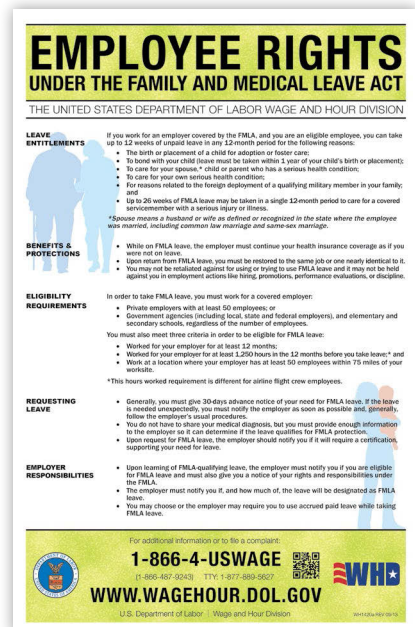 EMPLOYEE RIGHTS
UNDER THE FAMILY AND MEDICAL LEAVE ACT
THE UNITED STATES DEPARTMENT OF LABOR WAGE AND HOUR DIVISION
LEAVE
ENTITLEMENTS
If you work for an employer covered by the FMLA, and you are an eligible employee, you can take
up to 12 weeks of unpaid leave in any 12-month period for the following reasons:
• The birth or placement of a child for adoption or foster care;
• To bond with your child (leave must be taken within 1 year of your child's birth or placement);
• To care for your spouse,* child or parent who has a serious health condition;
• To care for your own serious health condition;
• For reasons related to the foreign deployment of a qualifying military member in your family;
and
• Up to 26 weeks of FMLA leave may be taken in a single 12-month period to care for a covered
servicemember with a serious injury or illness.
*Spouse means a husband or wife as defined or recognized in the state where the employee
was married, including common law marriage and same-sex marriage.
BENEFITS &
PROTECTIONS
• While on FMLA leave, the employer must continue your health insurance coverage as if you
were not on leave.
• Upon return from FMLA leave, you must be restored to the same job or one nearly identical to it.
• You may not be retaliated against for using or trying to use FMLA leave and it may not be held
against you in employment actions like hiring, promotions, performance evaluations, or discipline.
ELIGIBILITY
REQUIREMENTS
In order to take FMLA leave, you must work for a covered employer:
• Private employers with at least 50 employees; or
• Government agencies (including local, state and federal employers), and elementary and
secondary schools, regardless of the number of employees.
You must also meet three criteria in order to be eligible for FMLA leave:
• Worked for your employer for at least 12 months;
• Worked for your employer for at least 1,250 hours in the 12 months before you take leave;* and
• Work at a location where your employer has at least 50 employees within 75 miles of your
worksite.
*This hours worked requirement is different for airline flight crew employees.
REQUESTING
LEAVE
• Generally, you must give 30-days advance notice of your need for FMLA leave. If the leave
is needed unexpectedly, you must notify the employer as soon as possible and, generally,
follow the employer's usual procedures.
• You do not have to share your medical diagnosis, but you must provide enough information
to the employer so it can determine if the leave qualifies for FMLA protection.
• Upon request for FMLA leave, the employer should notify you if it will require a certification,
supporting your need for leave.
EMPLOYER
RESPONSIBILITIES
• Upon learning of FMLA-qualifying leave, the employer must notify you if you are eligible
for FMLA leave and must also give you a notice of your rights and responsibilities under
the FMLA.
• The employer must notify you if, and how much of, the leave will be designated as FMLA
leave.
• You may choose or the employer may require you to use accrued paid leave while taking
FMLA leave.
For additional information or to file a complaint:
1-866-4-USWAGE
(1-866-487-9243) TTY: 1-877-889-5627
WWW.WAGEHOUR.DOL.GOV
U.S. Department of Labor | Wage and Hour Division
WHD